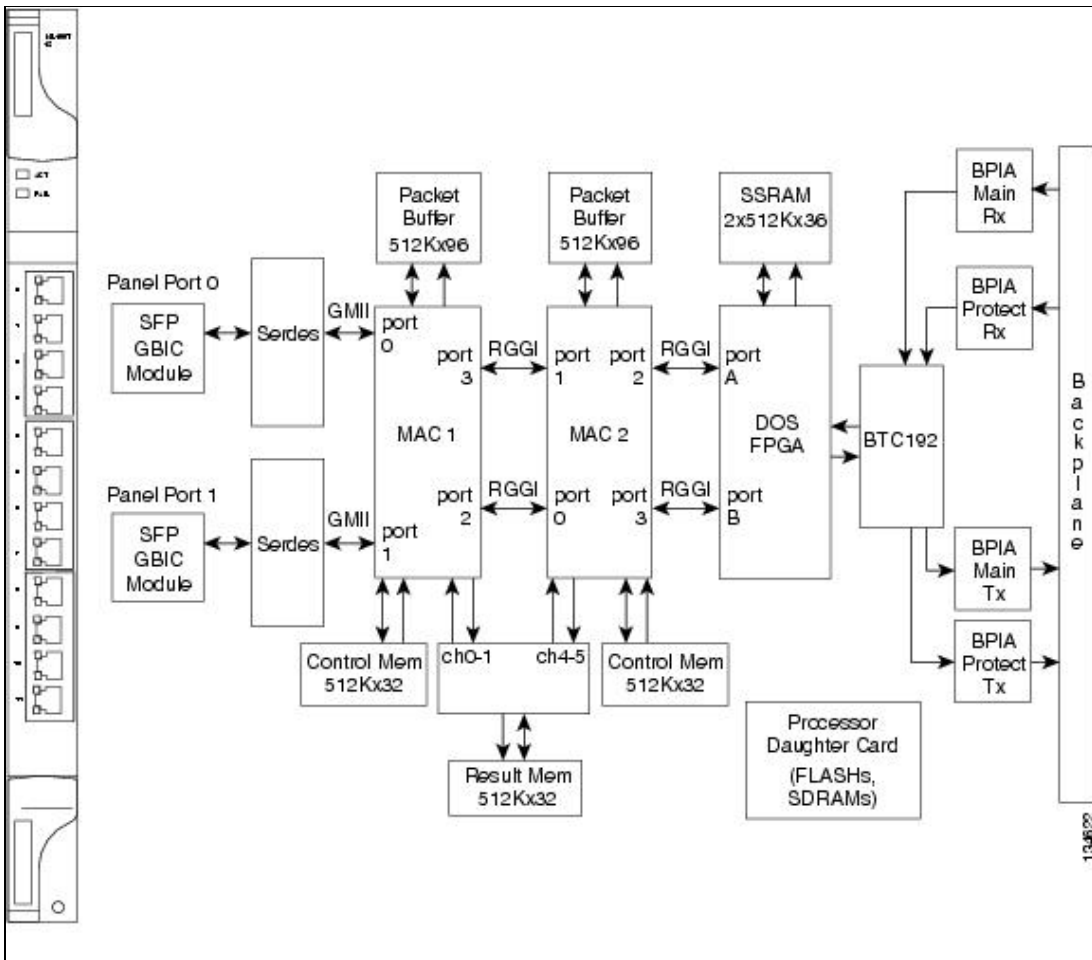 ACT
FAIL
Packet
Buffer
512Kx96
Packet
Buffer
512Kx96
SSRAM
2x512Kx36
BPIA
Main
Rx
BPIA
Protect
Rx
Panel Port 0
SFP
GBIC
Module
Serdes
GMII
port
0
port
3
RGGI
port
1
port
2
RGGI
port
A
MAC 1
MAC 2
DOS
FPGA
BTC192
Backplane
Panel Port 1
SFP
GBIC
Module
Serdes
GMII
port
1
port
2
RGGI
port
0
port
3
RGGI
port
B
BPIA
Main
Tx
BPIA
Protect
Tx
Control Mem
512Kx32
ch0-1
ch4-5
Control Mem
512Kx32
Result Mem
512Kx32
Processor
Daughter Card
(FLASHs,
SDRAMs)
134622